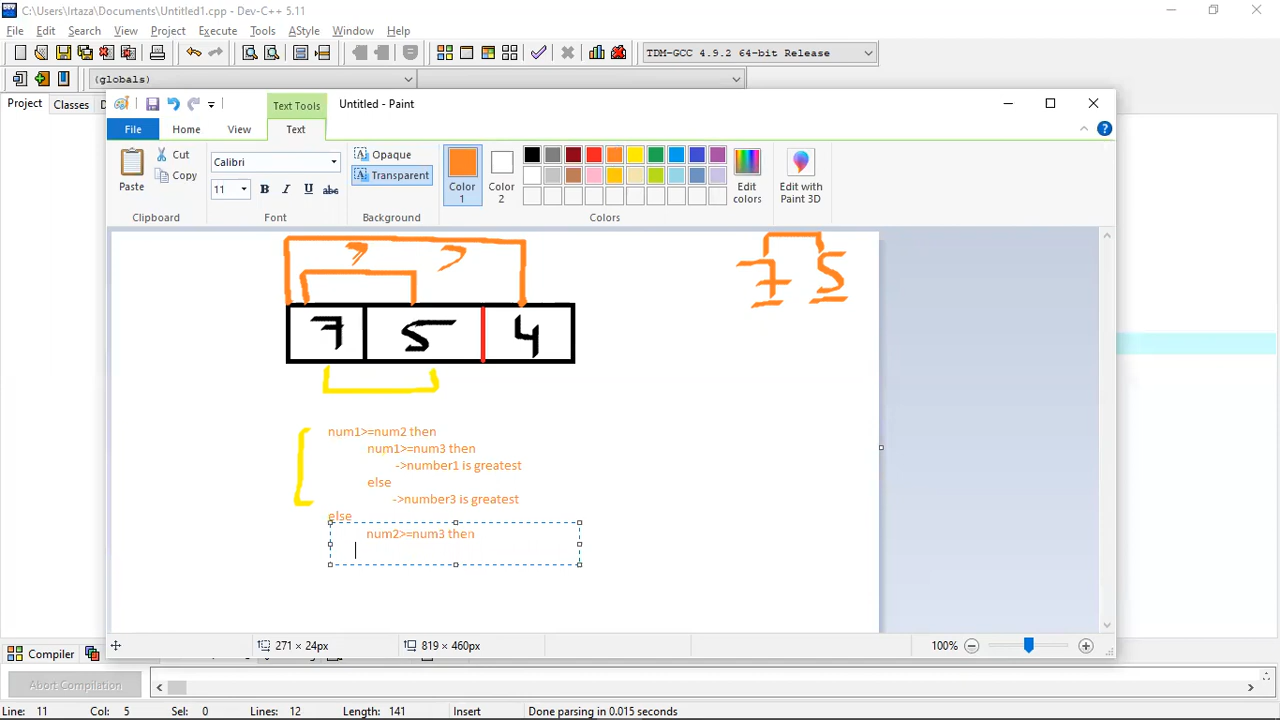 C:\Users\Irtaza\Documents\Untitled1.cpp - Dev-C++ 5.11
File Edit Search View Project Execute Tools AStyle Window Help
TDM-GCC 4.9.2 64-bit Release
(globals)
Project Classes D
Text Tools Untitled - Paint
File Home View Text
Paste Cut Copy
Clipboard
Calibri
11 B I U abc
Font
Opaque
Transparent
Background
Color 1
Color 2
Colors
Edit colors
Edit with Paint 3D
7 5
7 5 4
num1>=num2 then
num1>=num3 then
->number1 is greatest
else
->number3 is greatest
else
num2>=num3 then
271 × 24px 819 × 460px 100%
Compiler
Abort Compilation
Line: 11 Col: 5 Sel: 0 Lines: 12 Length: 141 Insert Done parsing in 0.015 seconds